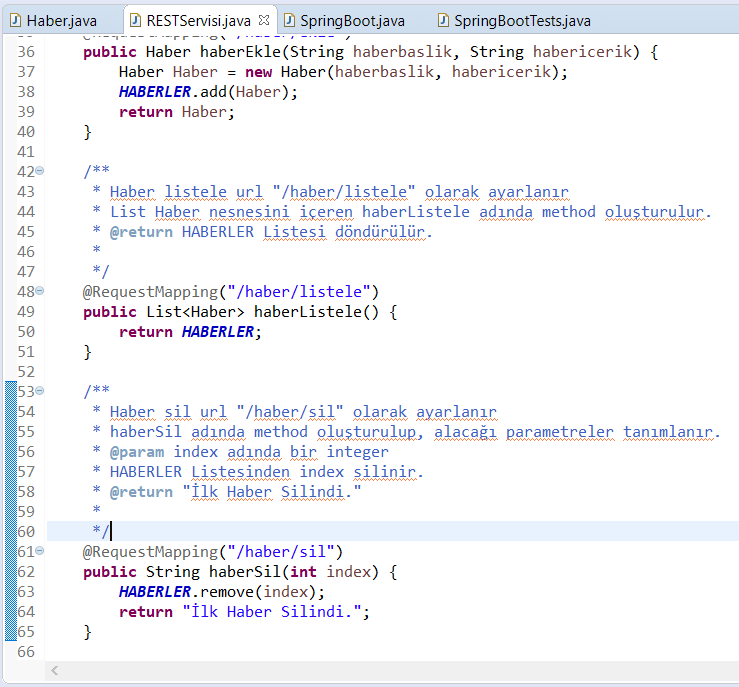 Haber.java RESTServisi.java SpringBoot.java SpringBootTests.java
36 public Haber haberEkle(String haberbaslik, String habericerik) {
37 Haber Haber = new Haber(haberbaslik, habericerik);
38 HABERLER.add(Haber);
39 return Haber;
40 }
41
42 /**
43 * Haber listele url "/haber/listele" olarak ayarlanır
44 * List Haber nesnesini içeren haberListele adında method oluşturulur.
45 * @return HABERLER Listesi döndürülür.
46 *
47 */
48 @RequestMapping("/haber/listele")
49 public List<Haber> haberListele() {
50 return HABERLER;
51 }
52
53 /**
54 * Haber sil url "/haber/sil" olarak ayarlanır
55 * haberSil adında method oluşturulup, alacağı parametreler tanımlanır.
56 * @param index adında bir integer
57 * HABERLER Listesinden index silinir.
58 * @return "İlk Haber Silindi."
59 *
60 */
61 @RequestMapping("/haber/sil")
62 public String haberSil(int index) {
63 HABERLER.remove(index);
64 return "İlk Haber Silindi.";
65 }
66